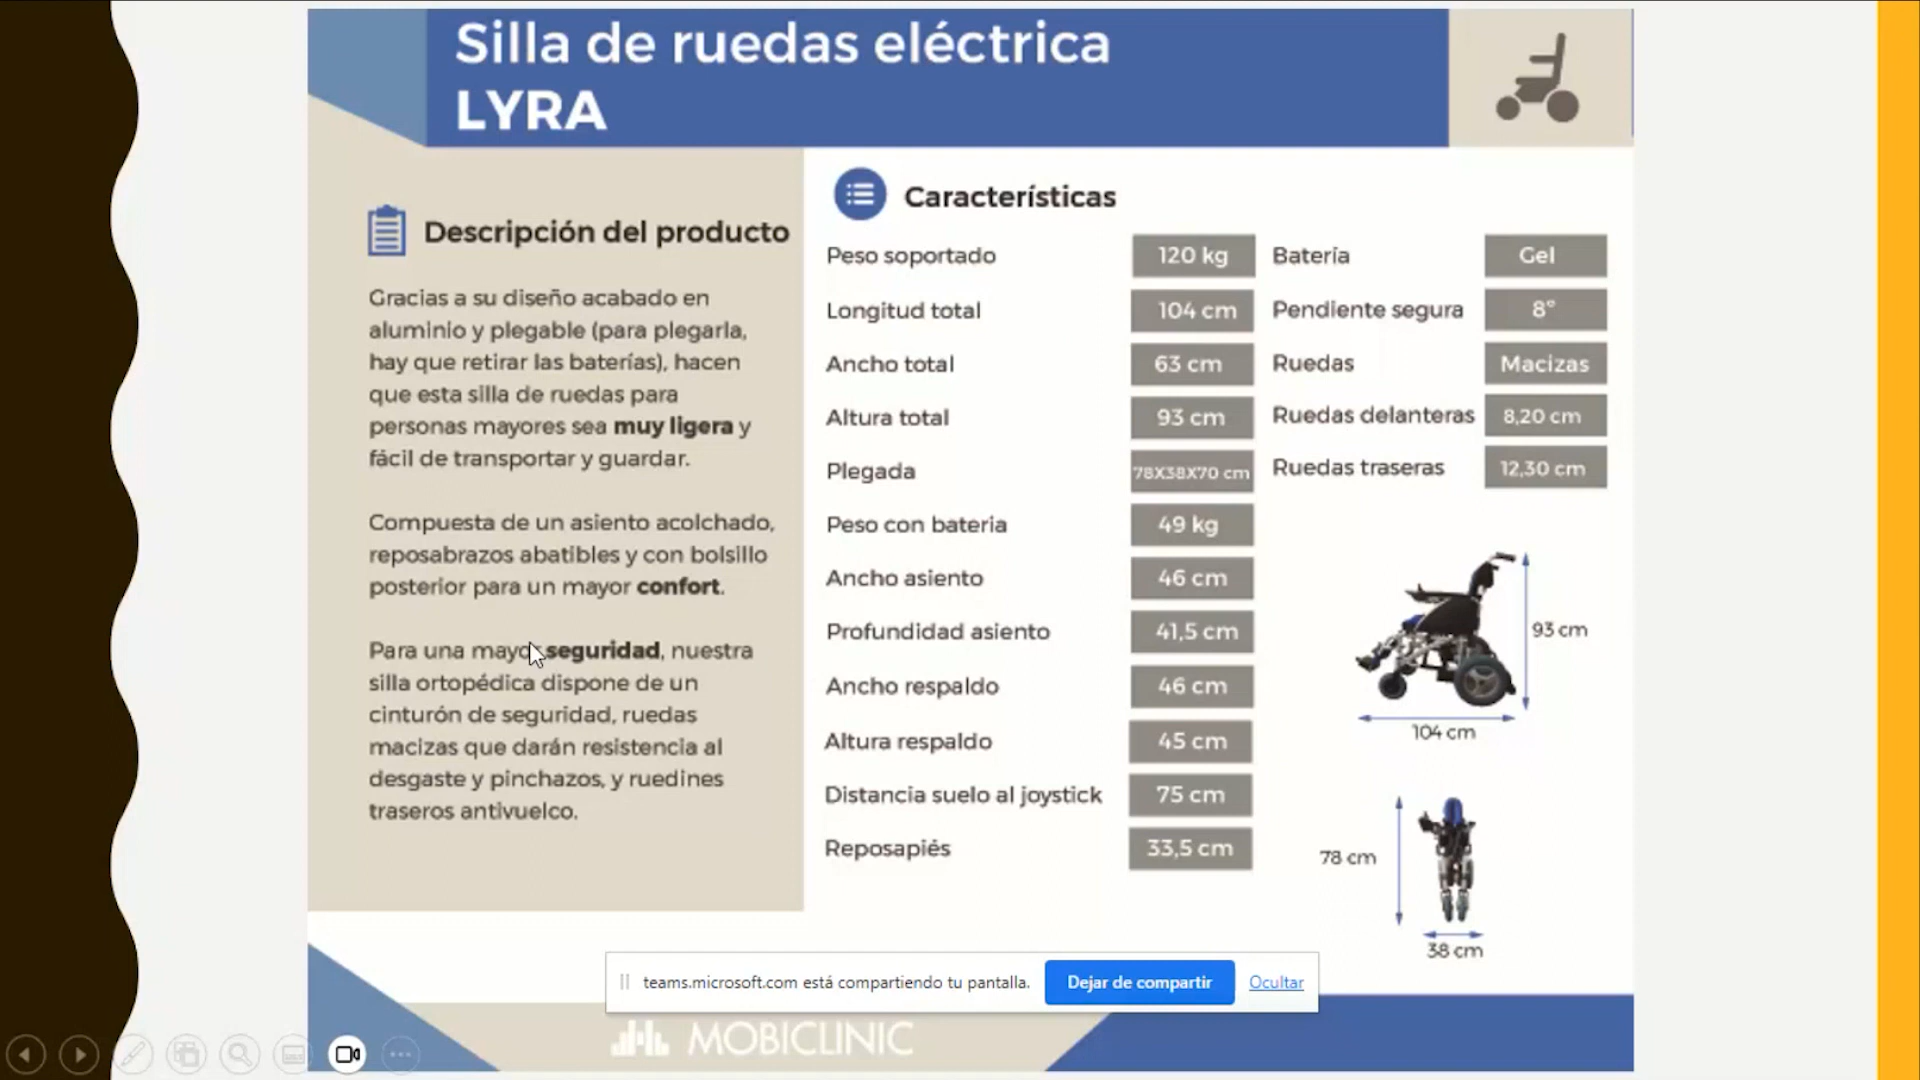 Silla de ruedas eléctrica
LYRA
Descripción del producto
Gracias a su diseño acabado en
aluminio y plegable (para plegarla,
hay que retirar las baterías), hacen
que esta silla de ruedas para
personas mayores sea muy ligera y
fácil de transportar y guardar.
Compuesta de un asiento acolchado,
reposabrazos abatibles y con bolsillo
posterior para un mayor confort.
Para una mayor seguridad, nuestra
silla ortopédica dispone de un
cinturón de seguridad, ruedas
macizas que darán resistencia al
desgaste y pinchazos, y ruedines
traseros antivuelco.
Características
Peso soportado 120 kg
Longitud total 104 cm
Ancho total 63 cm
Altura total 93 cm
Plegada 78X38X70 cm
Peso con bateria 49 kg
Ancho asiento 46 cm
Profundidad asiento 41,5 cm
Ancho respaldo 46 cm
Altura respaldo 45 cm
Distancia suelo al joystick 75 cm
Reposapiés 33,5 cm
Batería Gel
Pendiente segura 8º
Ruedas Macizas
Ruedas delanteras 8,20 cm
Ruedas traseras 12,30 cm
93 cm
104 cm
78 cm
38 cm
teams.microsoft.com está compartiendo tu pantalla. Dejar de compartir Ocultar
MOBICLINIC